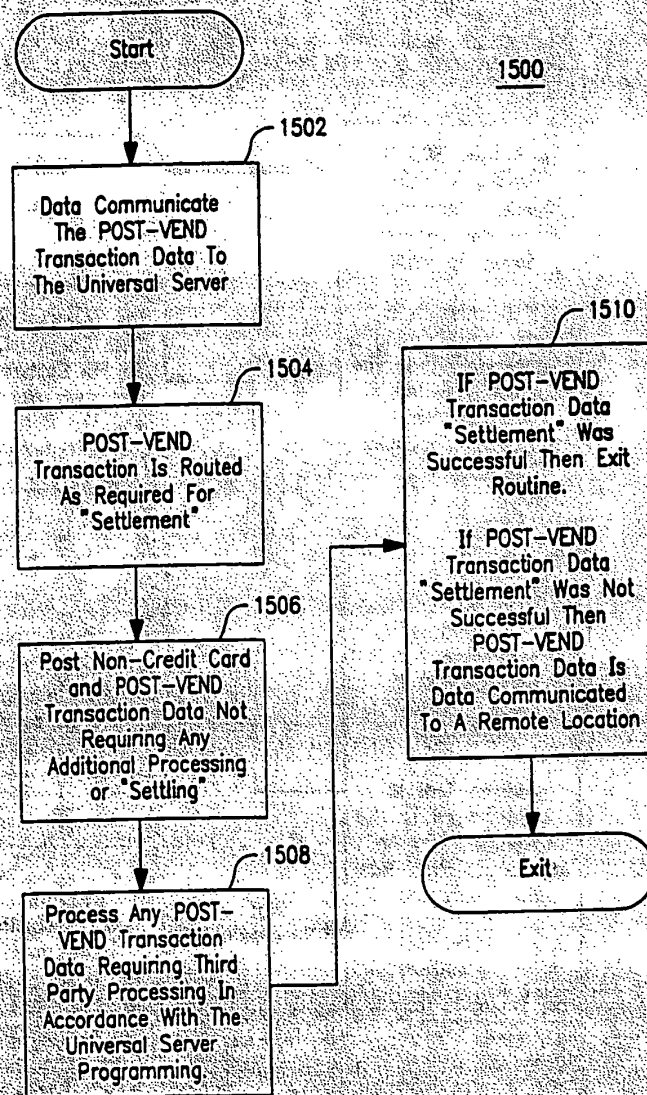 Start
1500
1502
Data Communicate
The POST-VEND
Transaction Data To
The Universal Server
1504
POST-VEND
Transaction Is Routed
As Required For
"Settlement"
1506
Post Non-Credit Card
and POST-VEND
Transaction Data Not
Requiring Any
Additional Processing
or "Settling"
1508
Process Any POST-
VEND Transaction
Data Requiring Third
Party Processing In
Accordance With The
Universal Server
Programming
1510
IF POST-VEND
Transaction Data
"Settlement" Was
Successful Then Exit
Routine.
If POST-VEND
Transaction Data
"Settlement" Was Not
Successful Then
POST-VEND
Transaction Data Is
Data Communicated
To A Remote Location
Exit